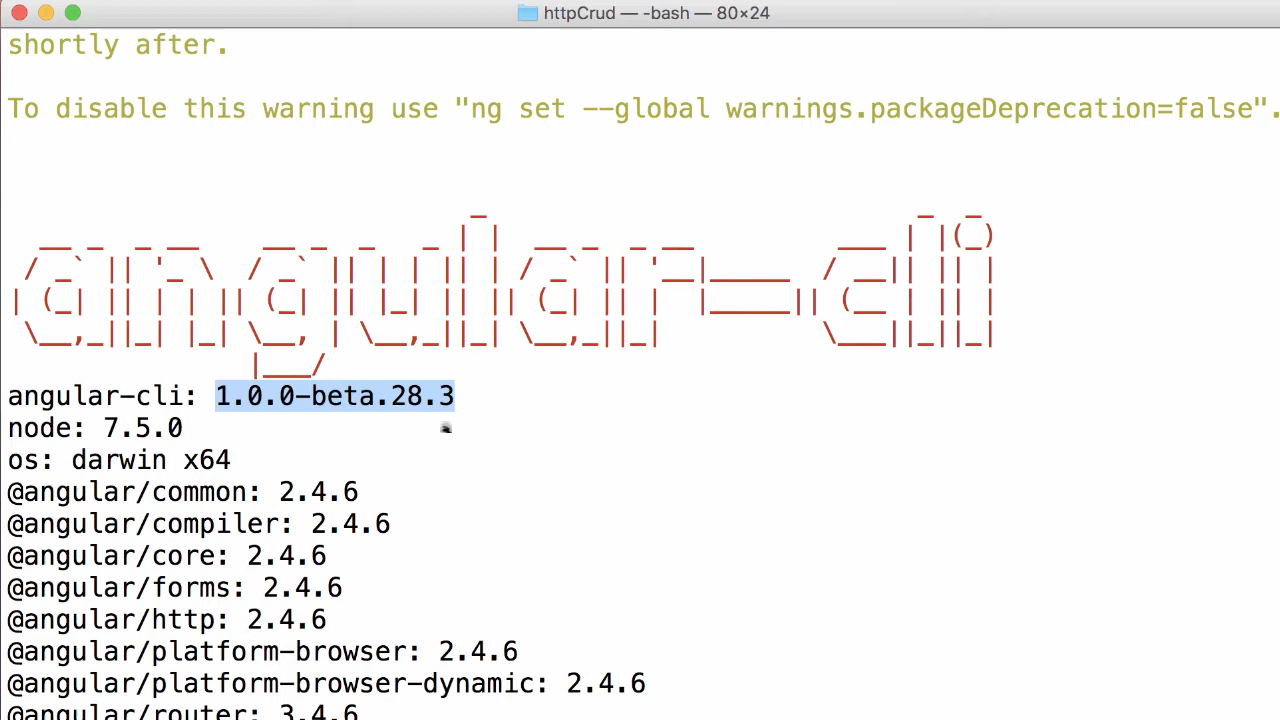 httpCrud — -bash — 80×24
shortly after.
To disable this warning use "ng set --global warnings.packageDeprecation=false".
angular-cli
angular-cli: 1.0.0-beta.28.3
node: 7.5.0
os: darwin x64
@angular/common: 2.4.6
@angular/compiler: 2.4.6
@angular/core: 2.4.6
@angular/forms: 2.4.6
@angular/http: 2.4.6
@angular/platform-browser: 2.4.6
@angular/platform-browser-dynamic: 2.4.6
@angular/router: 3.4.6